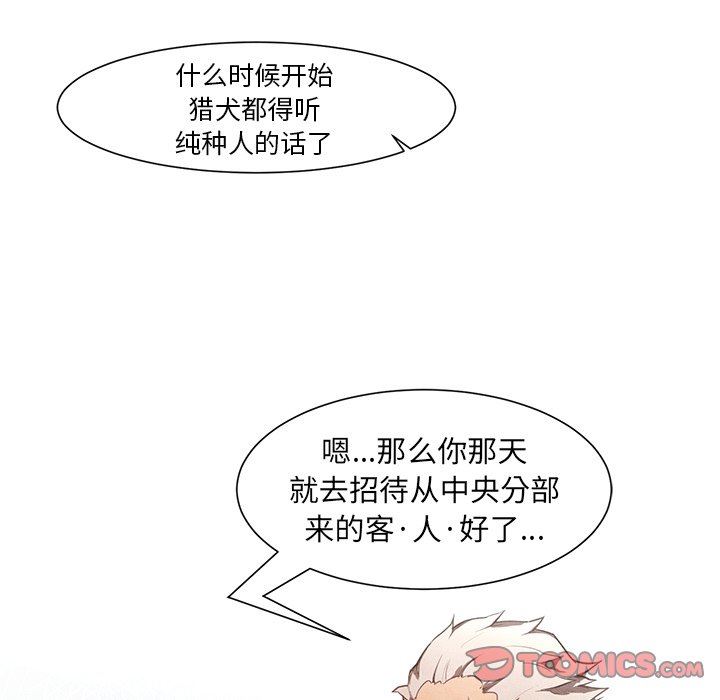 什么时候开始
猎犬都得听
纯种人的话了
嗯...那么你那天
就去招待从中央分部
来的客·人·好了...
TOOMICS.COM